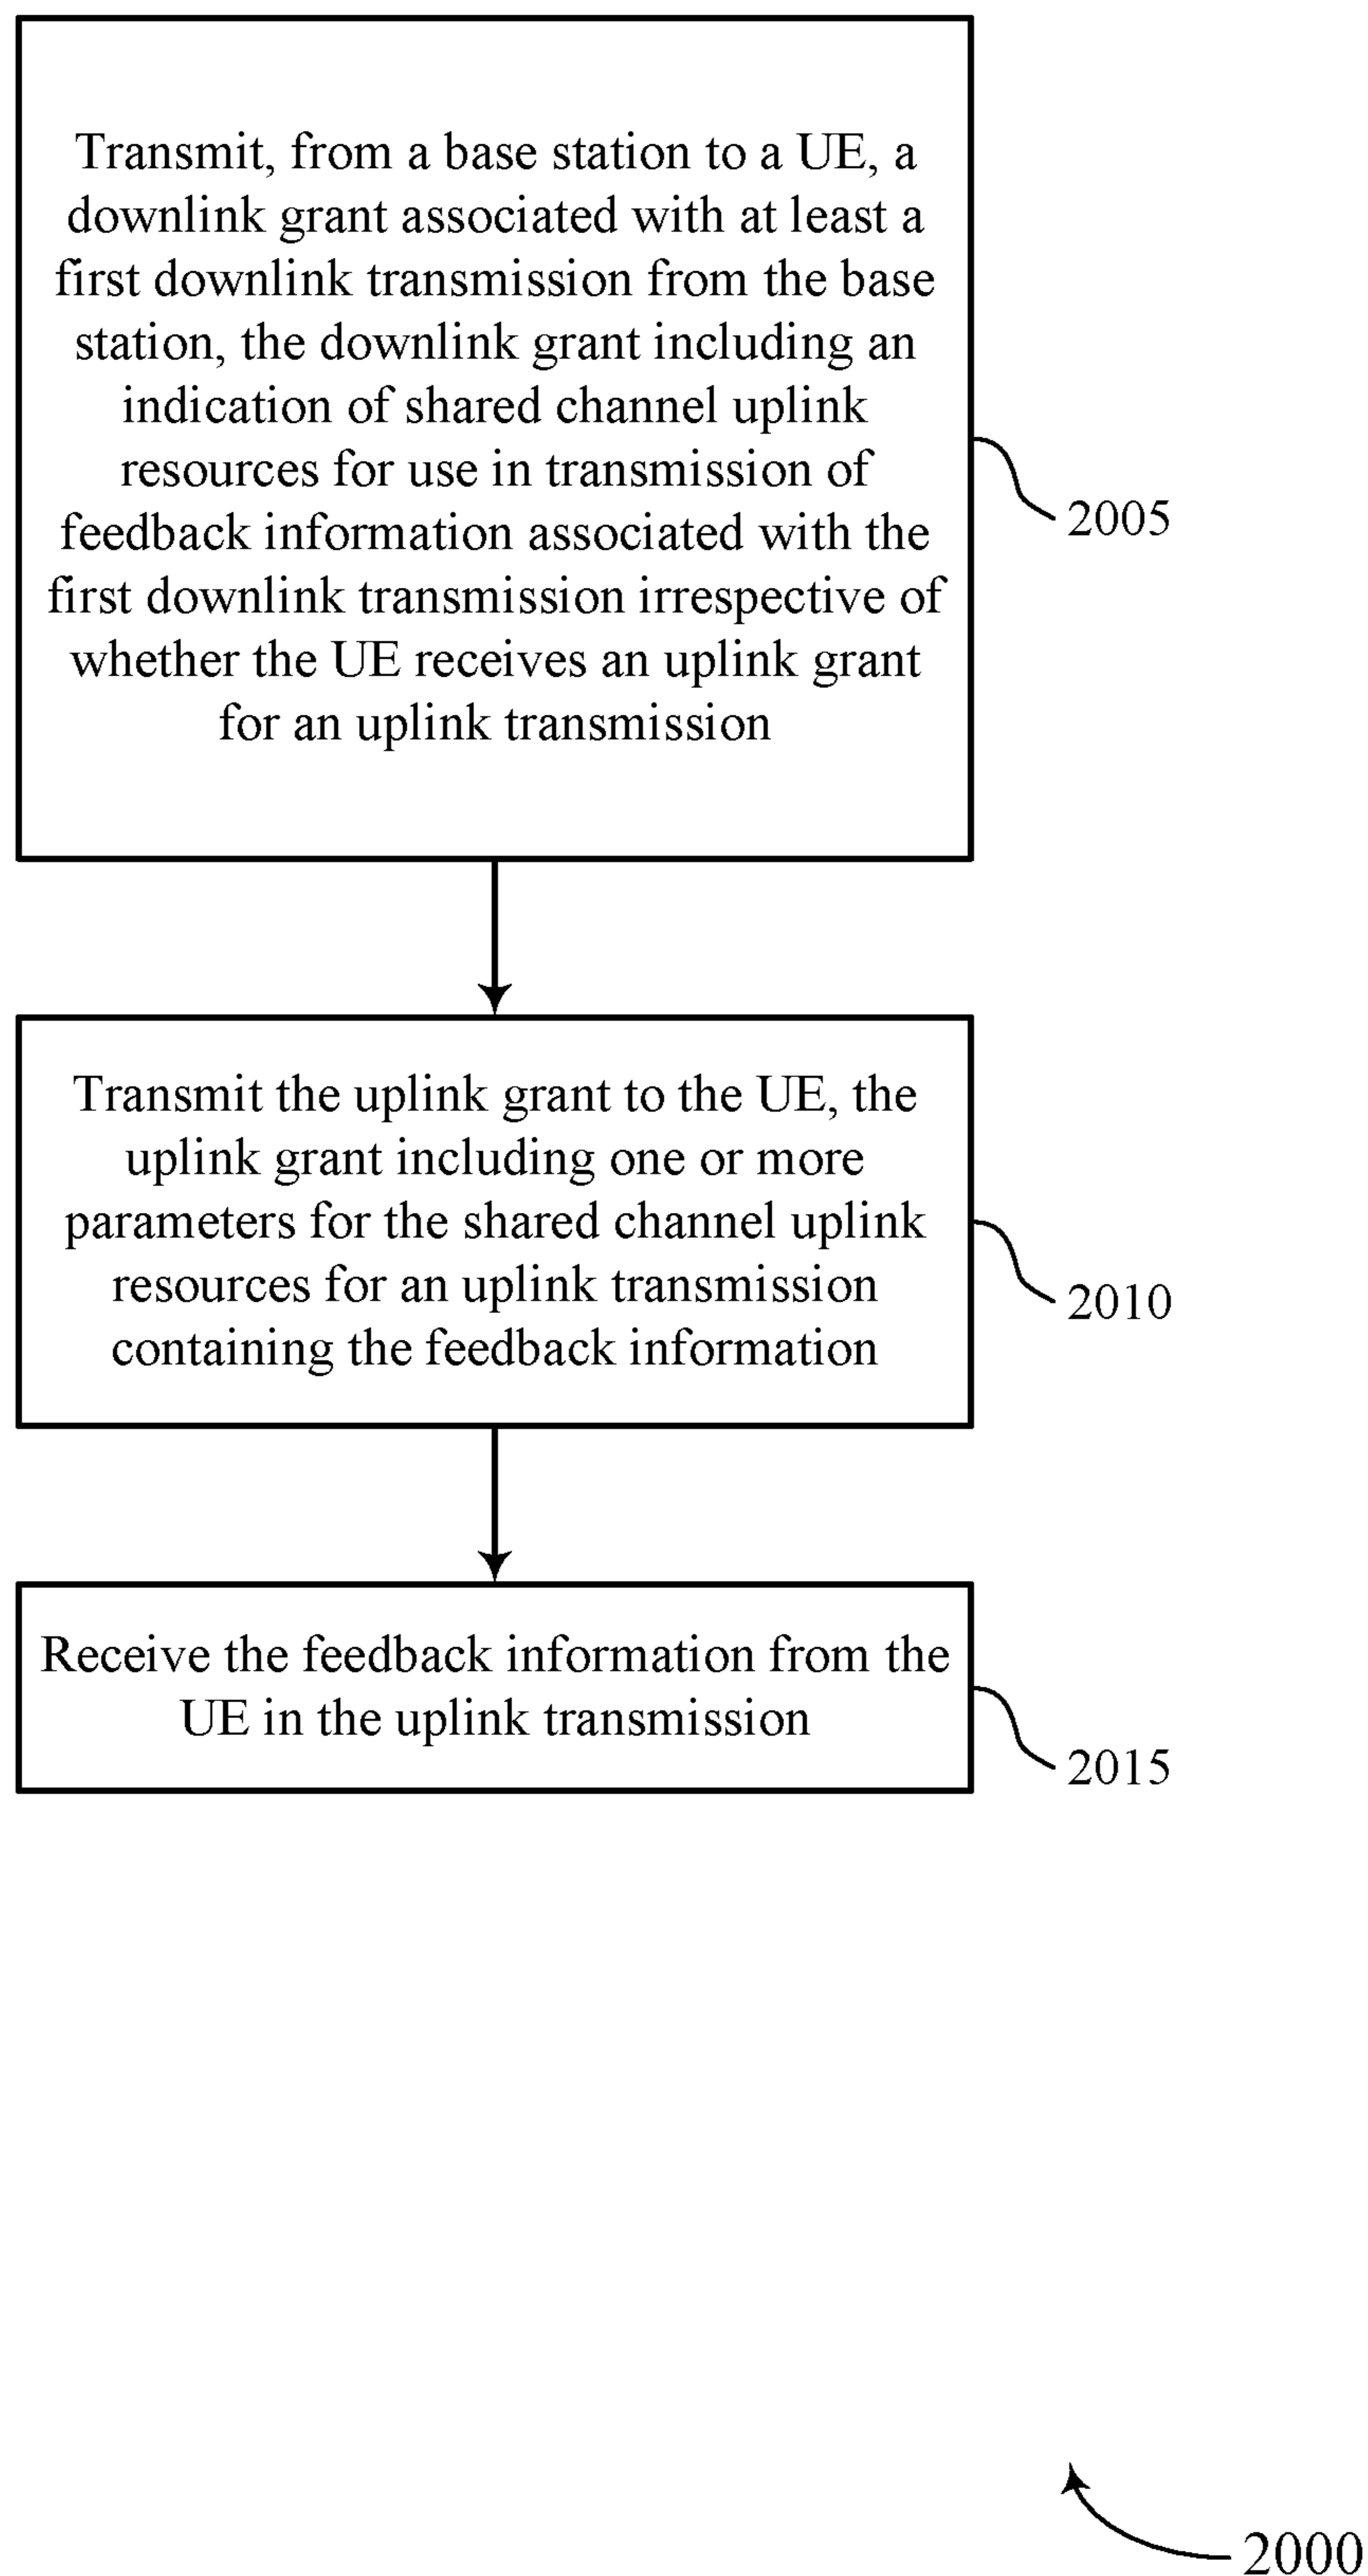 Transmit, from a base station to a UE, a
downlink grant associated with at least a
first downlink transmission from the base
station, the downlink grant including an
indication of shared channel uplink
resources for use in transmission of
feedback information associated with the
first downlink transmission irrespective of
whether the UE receives an uplink grant
for an uplink transmission
2005
Transmit the uplink grant to the UE, the
uplink grant including one or more
parameters for the shared channel uplink
resources for an uplink transmission
containing the feedback information
2010
Receive the feedback information from the
UE in the uplink transmission
2015
2000